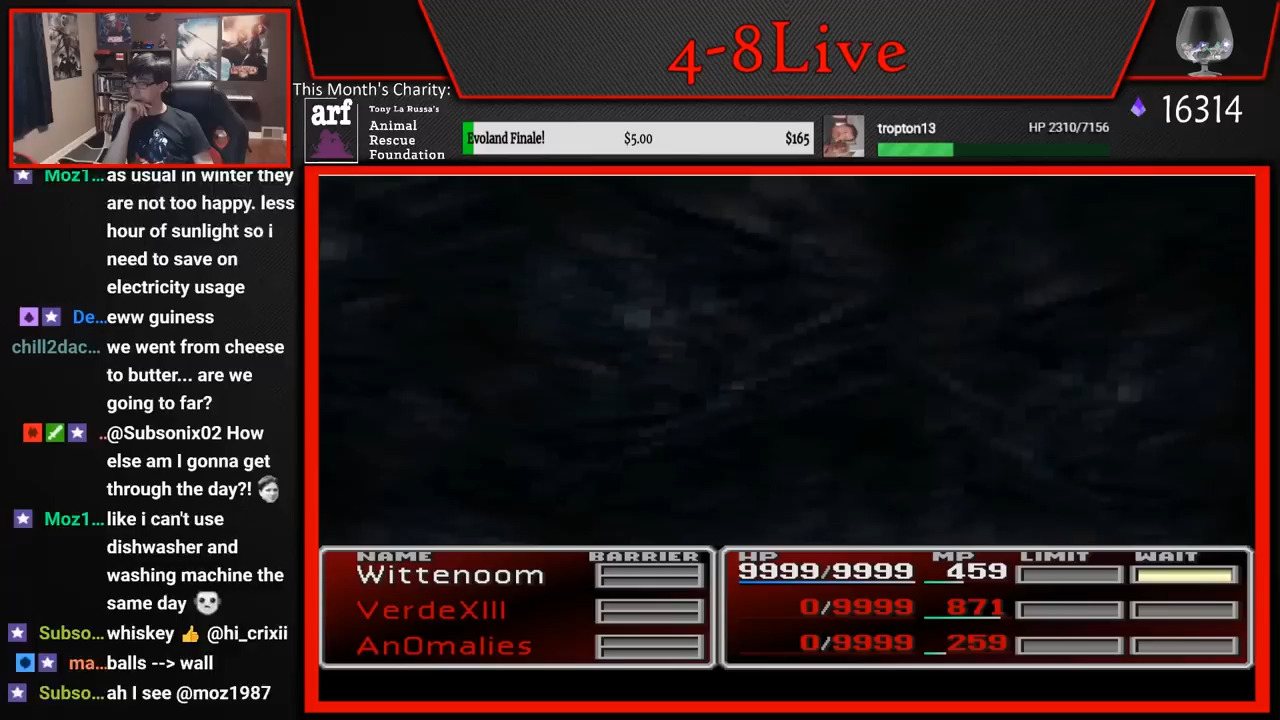 4-8Live
16314
This Month's Charity:
arf
Tony La Russa's
Animal
Rescue
Foundation
Evoland Finale!
$5.00
$165
tropton13
HP 2310/7156
Moz1... as usual in winter they
are not too happy. less
hour of sunlight so i
need to save on
electricity usage
De... eww guiness
chill2dac... we went from cheese
to butter... are we
going to far?
..@Subsonix02 How
else am I gonna get
through the day?!
Moz1... like i can't use
dishwasher and
washing machine the
same day
Subso... whiskey 👍 @hi_crixii
ma... balls --> wall
Subso... ah I see @moz1987
NAME BARRIER HP MP LIMIT WAIT
Wittenoom 9999/9999 459
VerdeXIII 0/9999 871
An0malies 0/9999 259